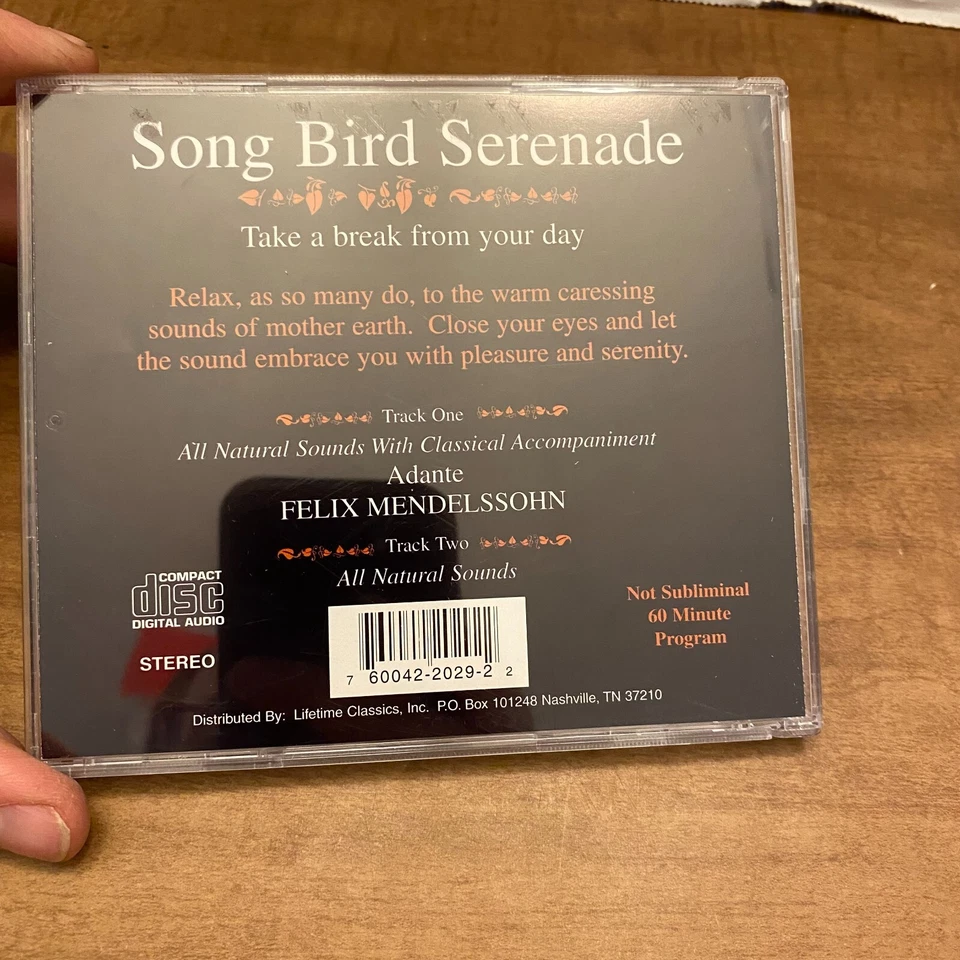 Song Bird Serenade
Take a break from your day
Relax, as so many do, to the warm caressing
sounds of mother earth.  Close your eyes and let
the sound embrace you with pleasure and serenity.
Track One
All Natural Sounds With Classical Accompaniment
Adante
FELIX MENDELSSOHN
Track Two
All Natural Sounds
COMPACT
disc
DIGITAL AUDIO
STEREO
Not Subliminal
60 Minute
Program
7 60042-2029-2 2
Distributed By:  Lifetime Classics, Inc.  P.O. Box 101248 Nashville, TN 37210